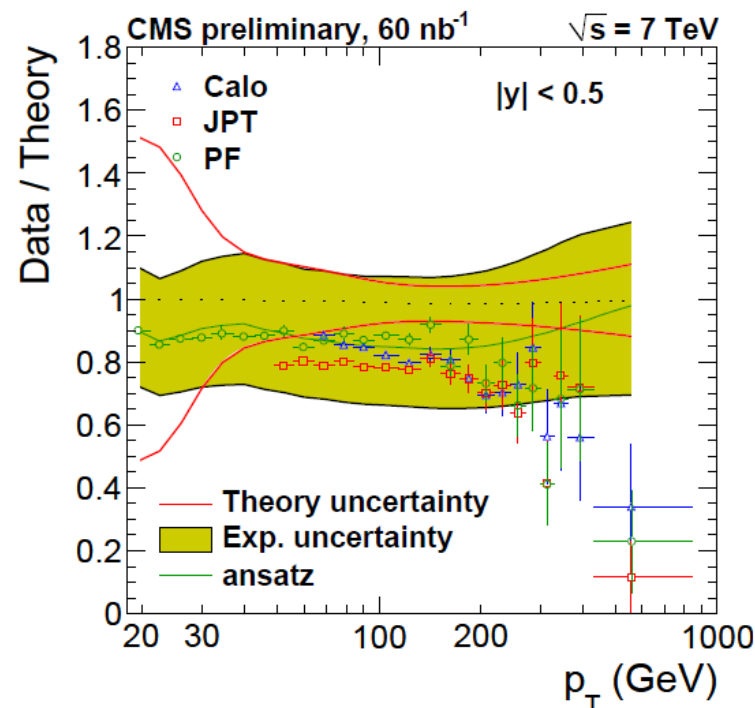 CMS preliminary, 60 nb⁻¹ √s = 7 TeV
1.8
1.6
1.4
1.2
1
0.8
0.6
0.4
0.2
0
Data / Theory
Calo
JPT
PF
|y| < 0.5
Theory uncertainty
Exp. uncertainty
ansatz
20 30 100 200 1000
p_T (GeV)